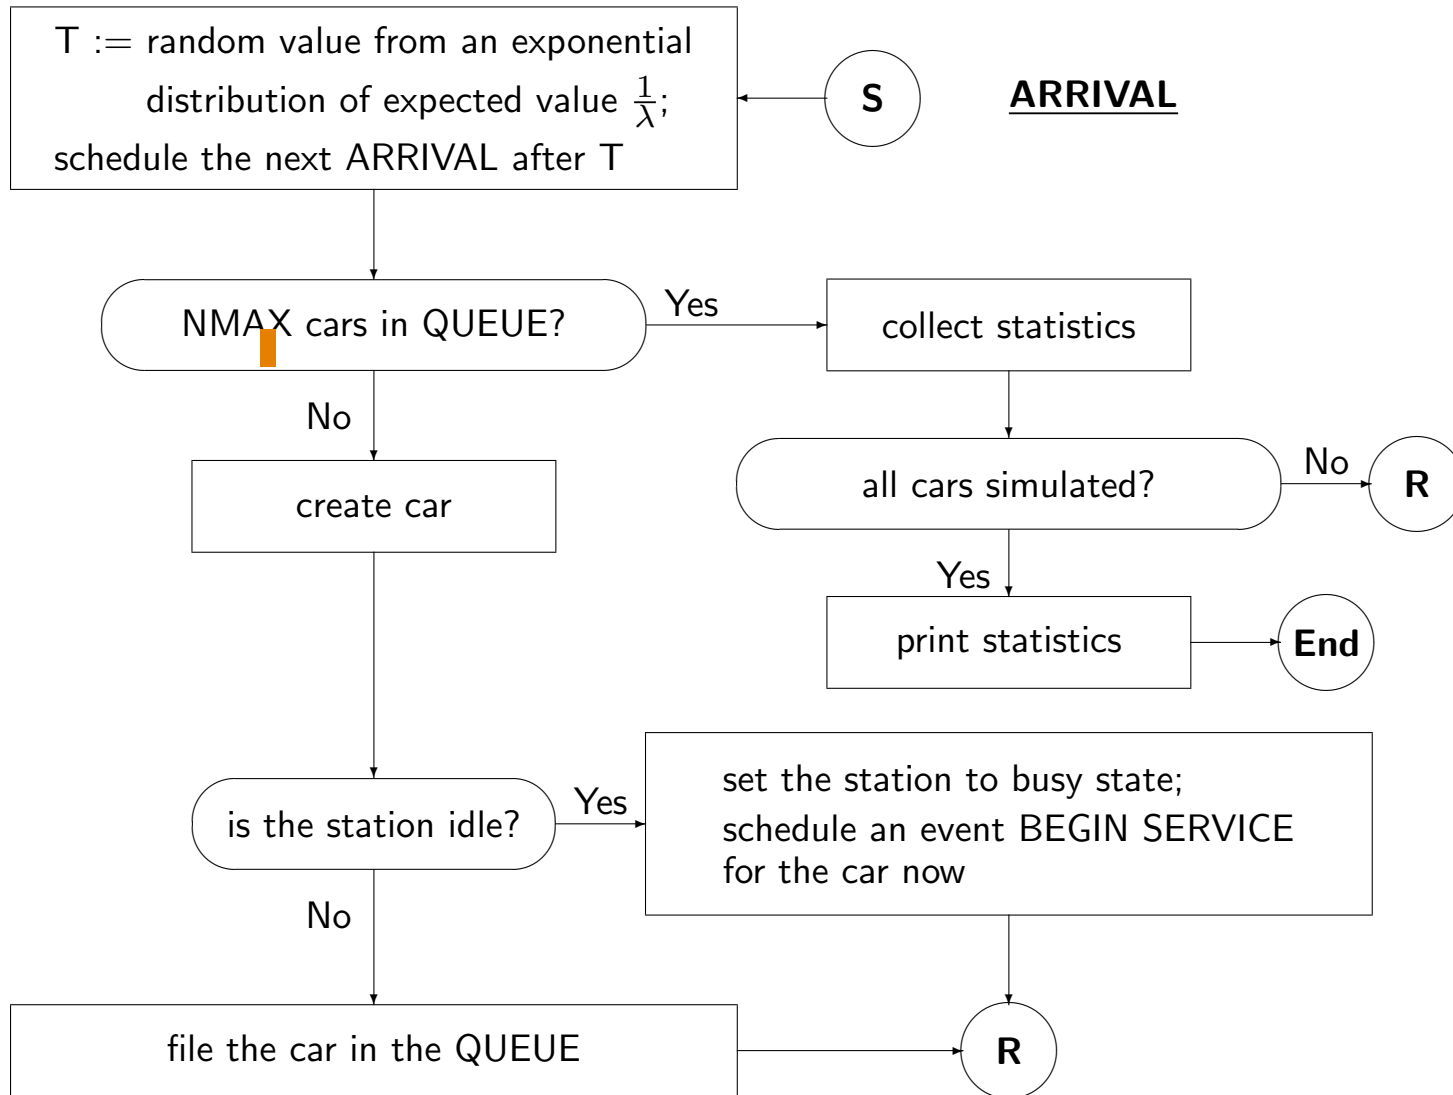 T := random value from an exponential
distribution of expected value 1/λ;
schedule the next ARRIVAL after T
S
ARRIVAL
NMAX cars in QUEUE?
Yes
collect statistics
No
create car
all cars simulated?
No
R
Yes
print statistics
End
is the station idle?
Yes
set the station to busy state;
schedule an event BEGIN SERVICE
for the car now
No
file the car in the QUEUE
R